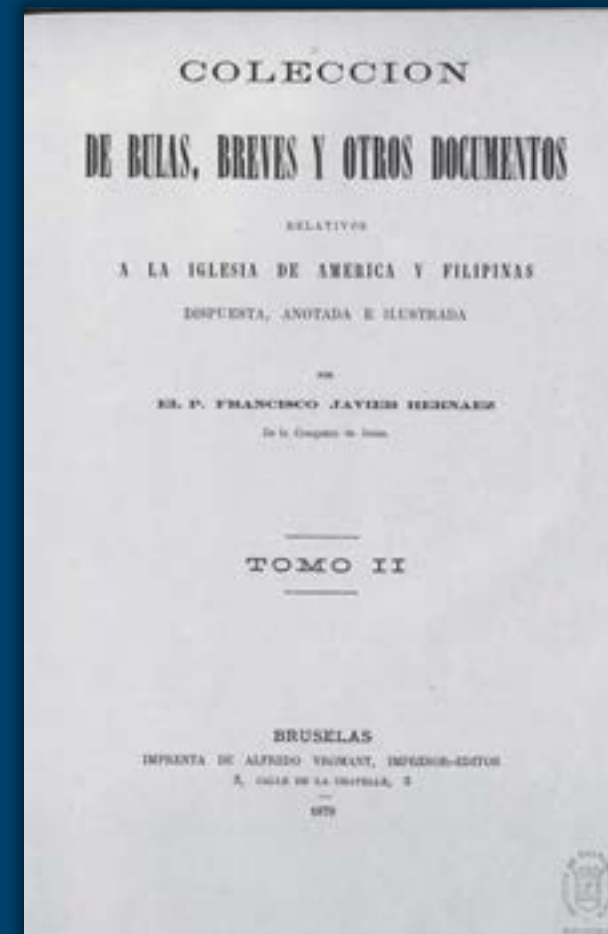 COLECCION
DE BULAS, BREVES Y OTROS DOCUMENTOS
RELATIVOS
A LA IGLESIA DE AMERICA Y FILIPINAS
DISPUESTA, ANOTADA E ILUSTRADA
POR
EL P. FRANCISCO JAVIER HERNAEZ
De la Compañia de Jesus.
TOMO II
BRUSELAS
IMPRENTA DE ALFREDO VROMANT, IMPRESOR-EDITOR
3, CALLE DE LA CHAPELLE, 3
1879